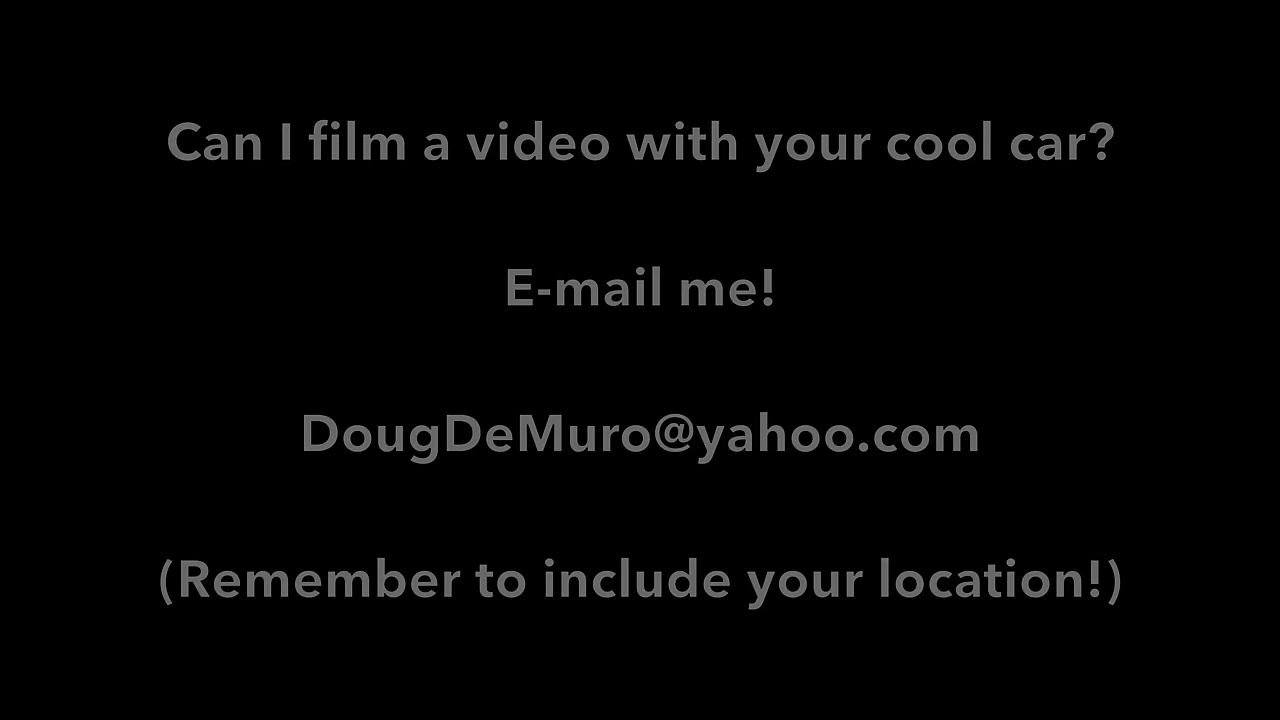 Can I film a video with your cool car?
E-mail me!
DougDeMuro@yahoo.com
(Remember to include your location!)